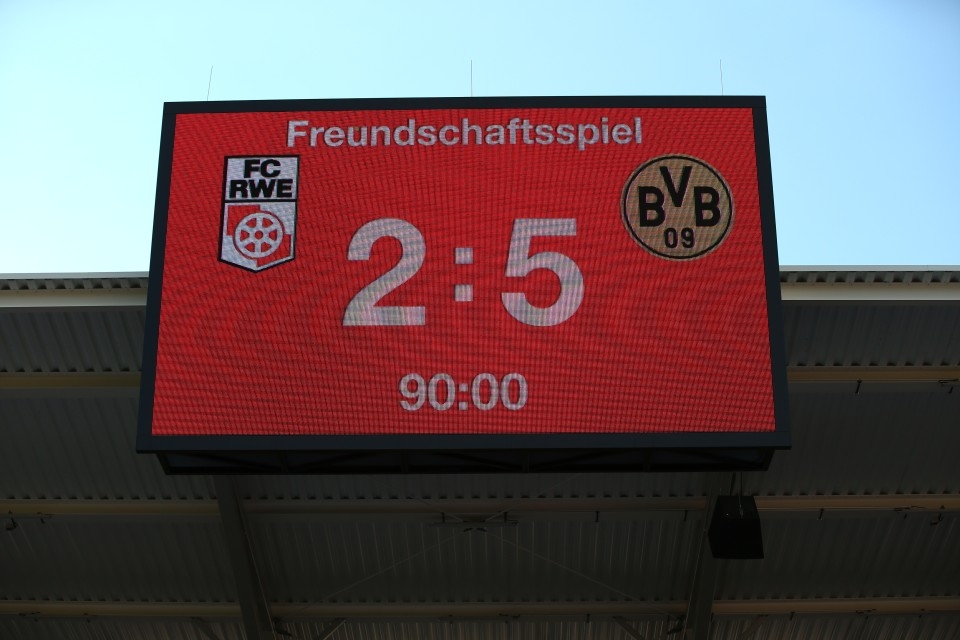 Freundschaftsspiel
FC
RWE
BVB
09
2:5
90:00